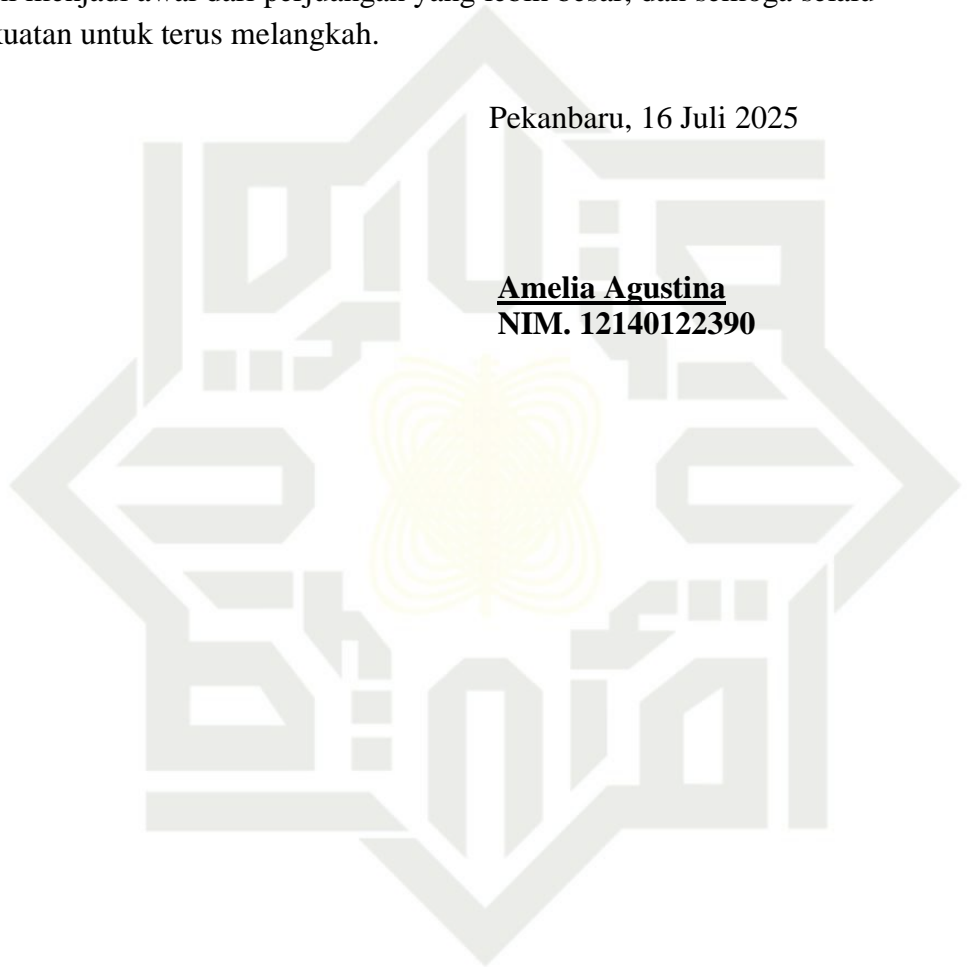 menjadi awal dari perjuangan yang lebih besar, dan semoga selalu
kuatan untuk terus melangkah.
Pekanbaru, 16 Juli 2025
Amelia Agustina
NIM. 12140122390